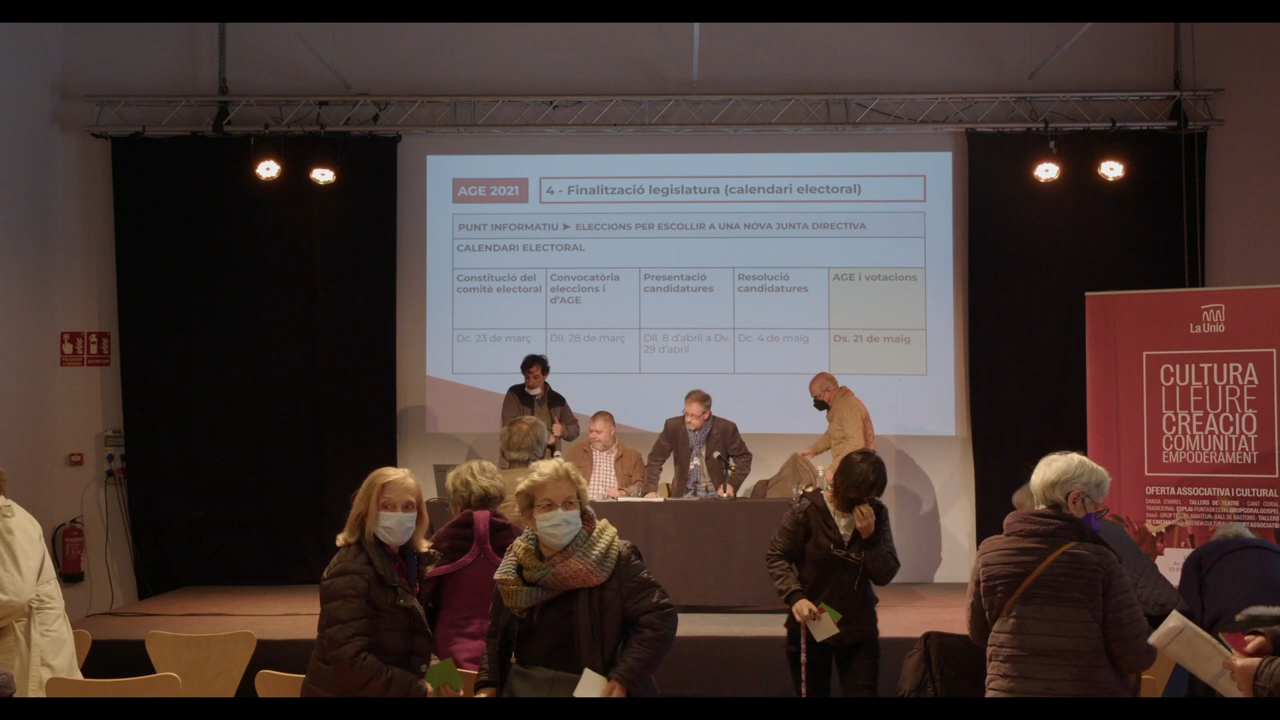 AGE 2021
4 - Finalització legislatura (calendari electoral)
PUNT INFORMATIU ➤ ELECCIONS PER ESCOLLIR A UNA NOVA JUNTA DIRECTIVA
CALENDARI ELECTORAL
Constitució del
comitè electoral
Convocatòria
eleccions i
d'AGE
Presentació
candidatures
Resolució
candidatures
AGE i votacions
Dc. 23 de març
Dll. 28 de març
Dll. 8 d'abril a Dv.
29 d'abril
Dc. 4 de maig
Ds. 21 de maig
La Unió
CULTURA
LLEURE
CREACIÓ
COMUNITAT
EMPODERAMENT
OFERTA ASSOCIATIVA I CULTURAL